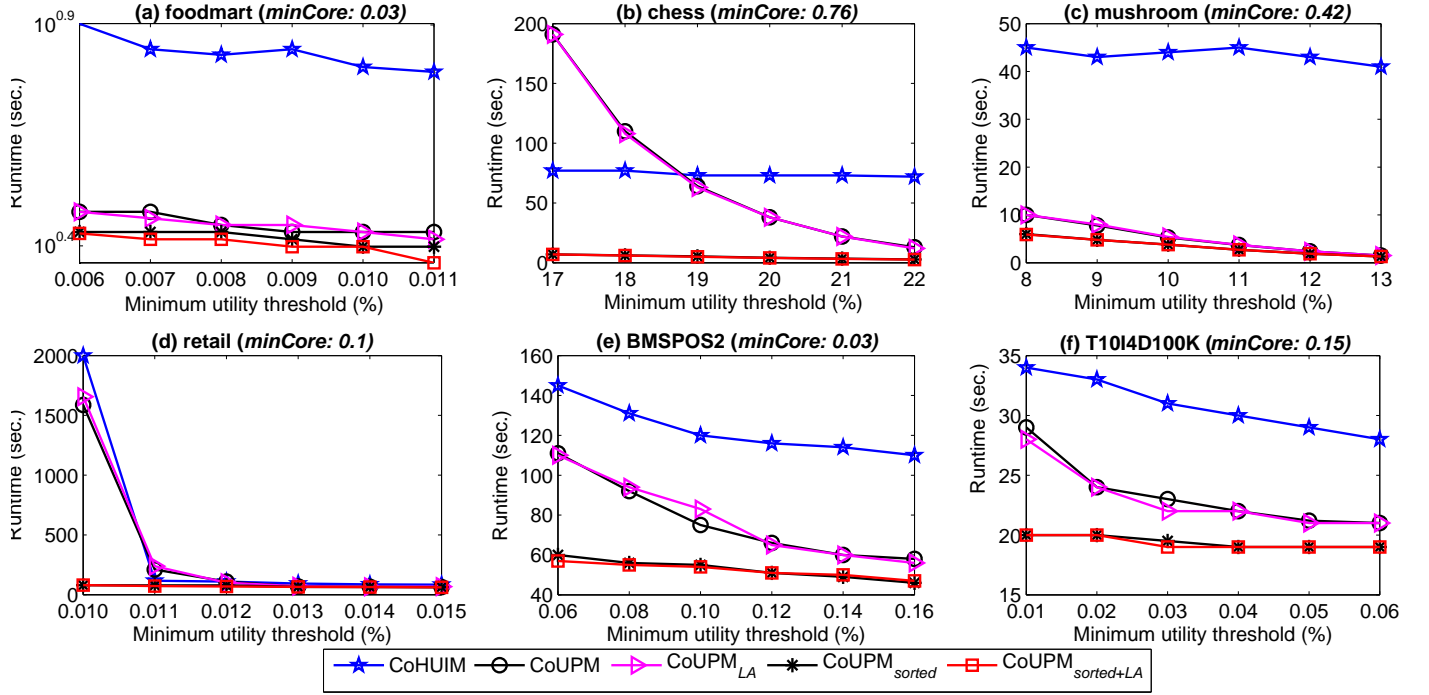 (a) foodmart (minCore: 0.03)
Runtime (sec.)
10^0.9
10^0.4
0.006 0.007 0.008 0.009 0.010 0.011
Minimum utility threshold (%)
(b) chess (minCore: 0.76)
Runtime (sec.)
200
150
100
50
0
17 18 19 20 21 22
Minimum utility threshold (%)
(c) mushroom (minCore: 0.42)
Runtime (sec.)
50
40
30
20
10
0
8 9 10 11 12 13
Minimum utility threshold (%)
(d) retail (minCore: 0.1)
Runtime (sec.)
2000
1500
1000
500
0
0.010 0.011 0.012 0.013 0.014 0.015
Minimum utility threshold (%)
(e) BMSPOS2 (minCore: 0.03)
Runtime (sec.)
160
140
120
100
80
60
40
0.06 0.08 0.10 0.12 0.14 0.16
Minimum utility threshold (%)
(f) T10I4D100K (minCore: 0.15)
Runtime (sec.)
35
30
25
20
15
0.01 0.02 0.03 0.04 0.05 0.06
Minimum utility threshold (%)
CoHUIM CoUPM CoUPM_LA CoUPM_sorted CoUPM_sorted+LA